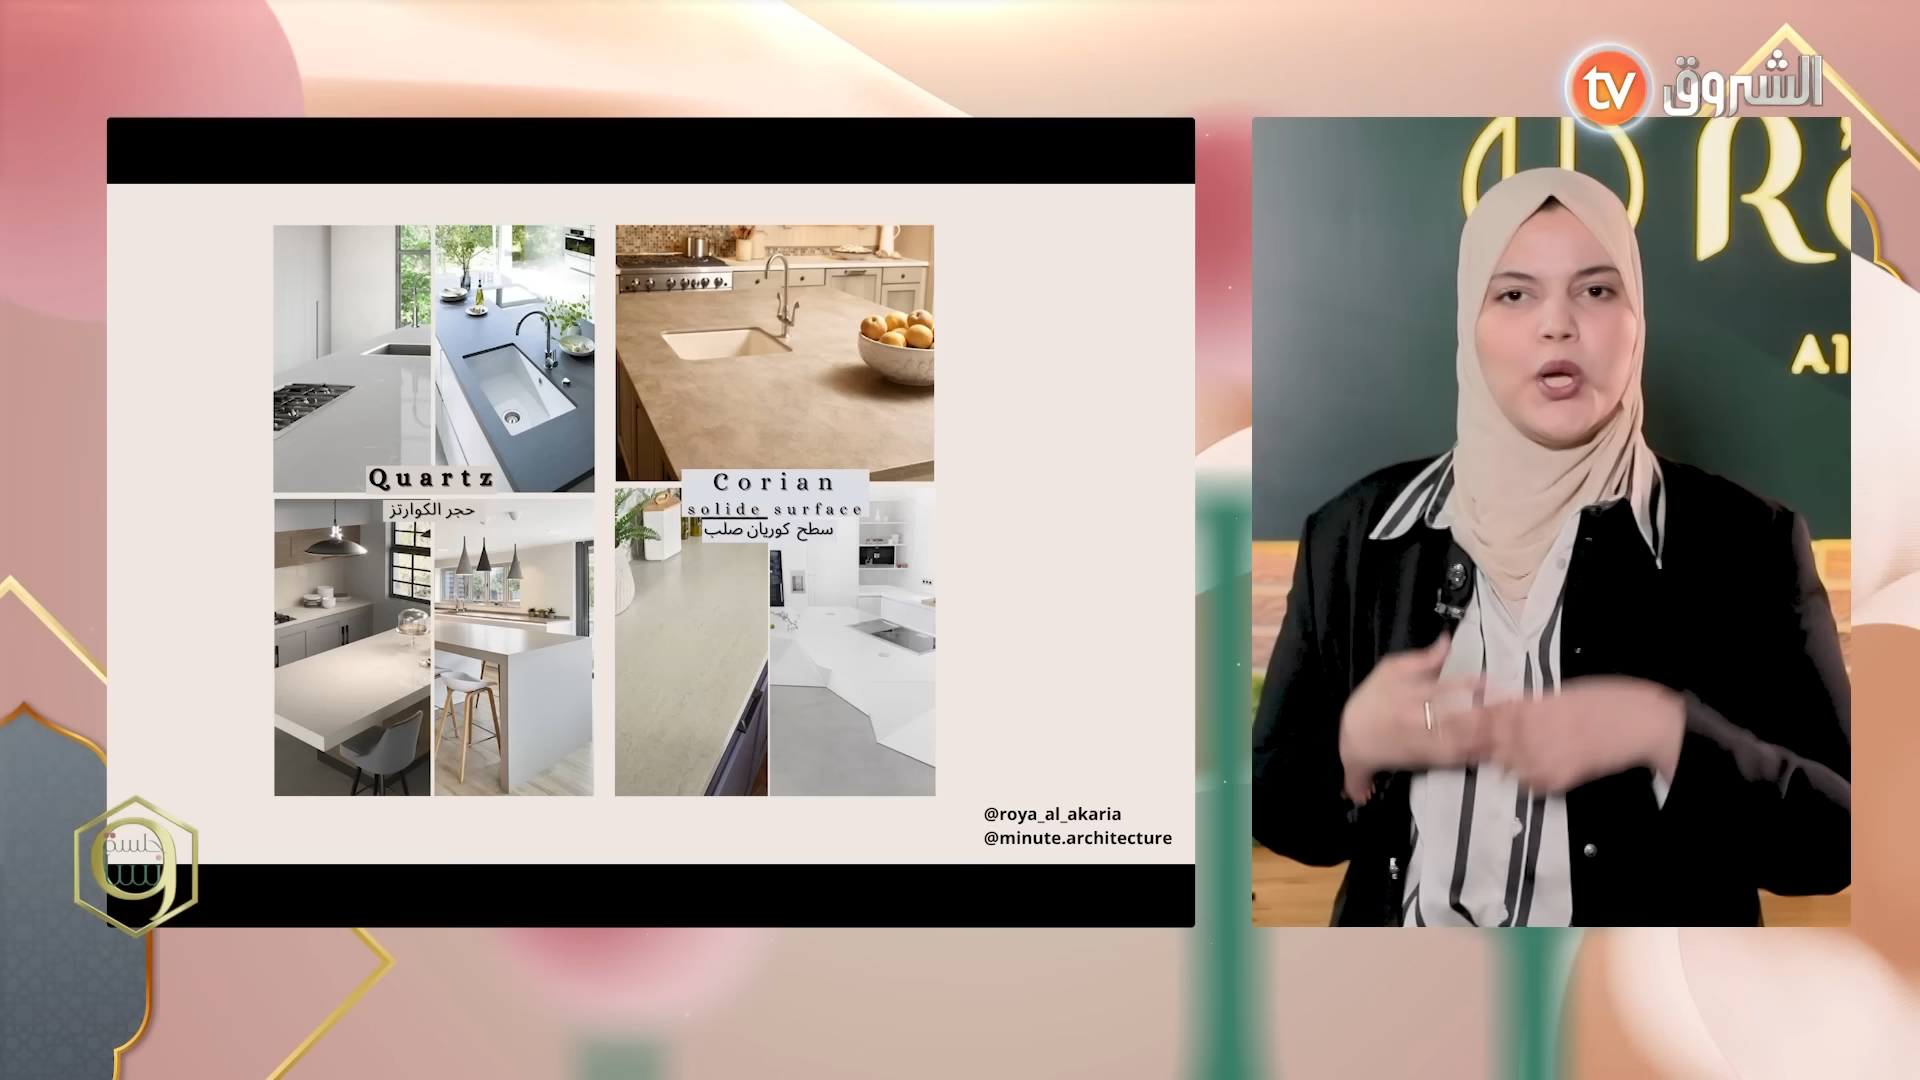 tv الشروق
Quartz
حجر الكوارتز
Corian
solide surface
سطح كوريان صلب
@roya_al_akaria
@minute.architecture
جلسة